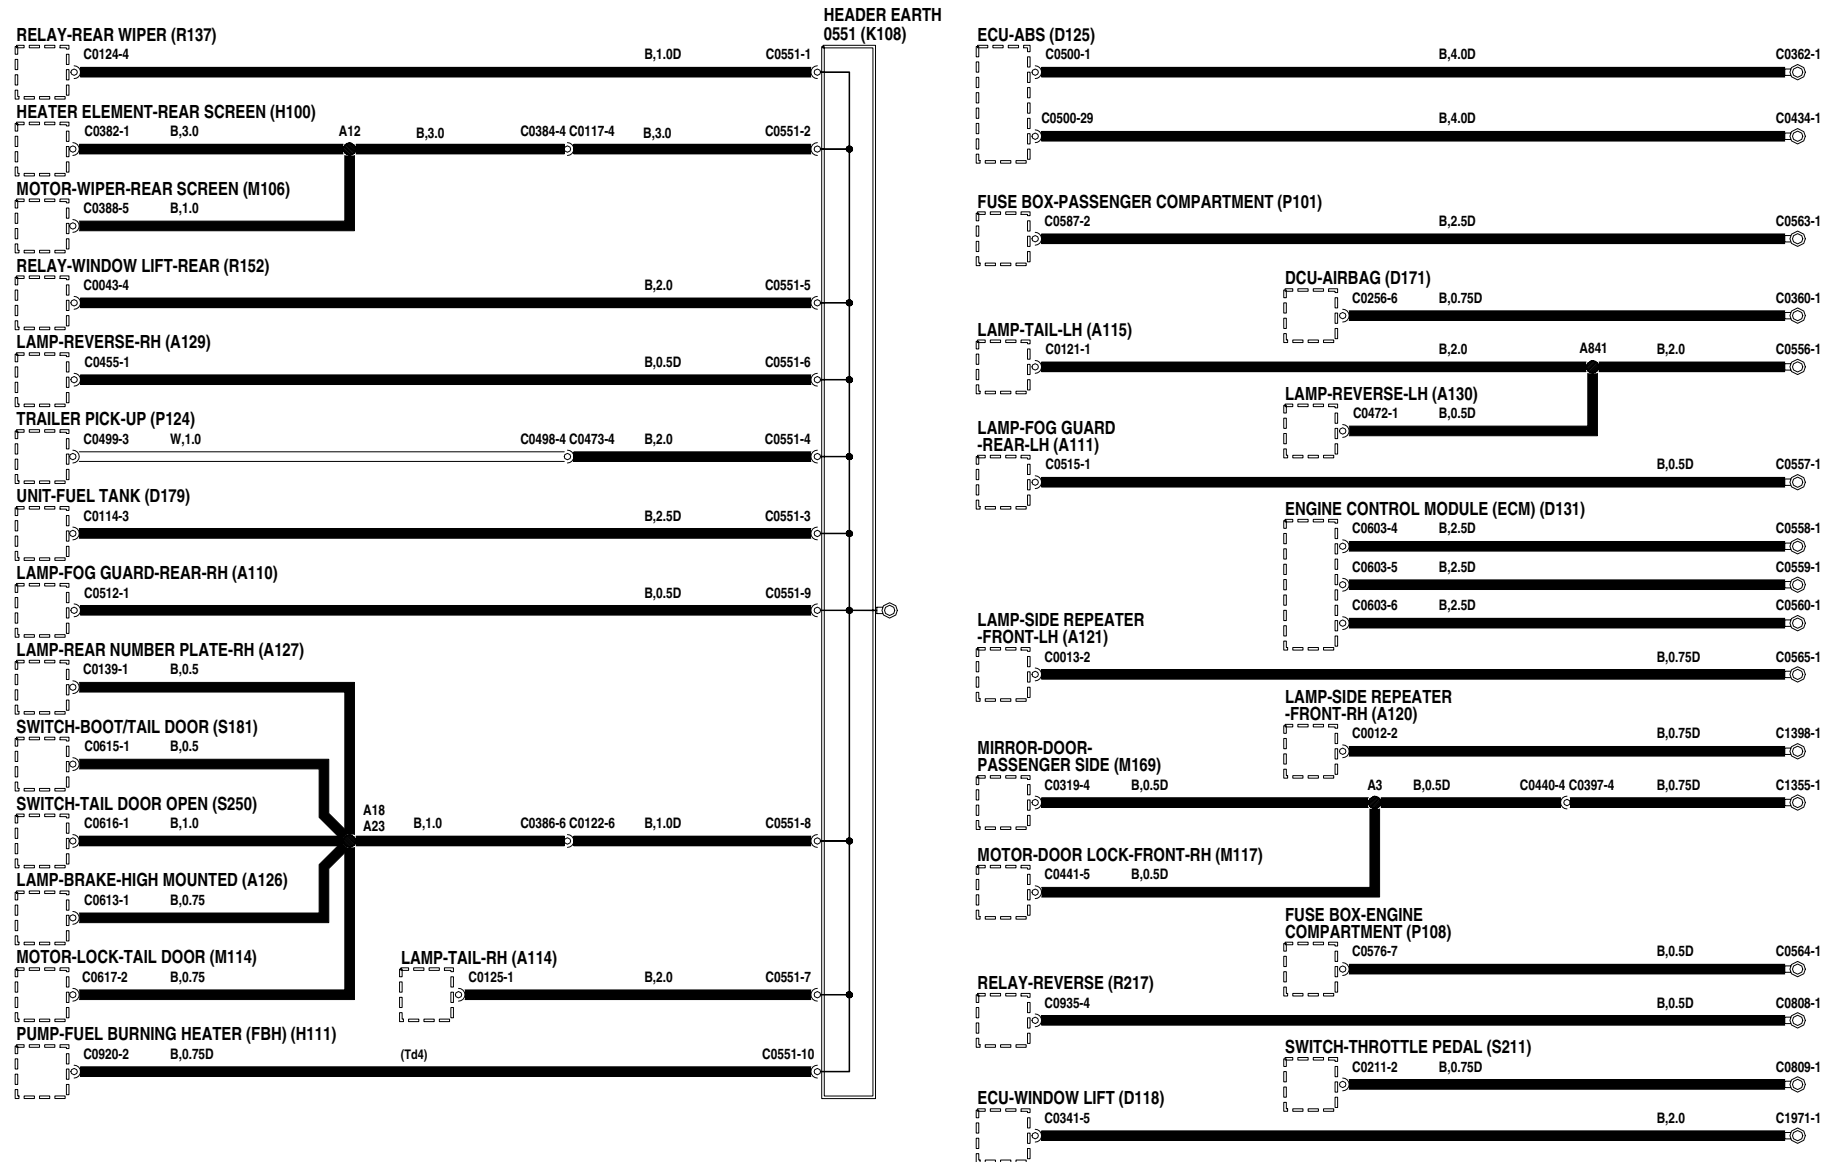 HEADER EARTH
0551 (K108)
RELAY-REAR WIPER (R137)
C0124-4 B,1.0D C0551-1
HEATER ELEMENT-REAR SCREEN (H100)
C0382-1 B,3.0 A12 B,3.0 C0384-4 C0117-4 B,3.0 C0551-2
MOTOR-WIPER-REAR SCREEN (M106)
C0388-5 B,1.0
RELAY-WINDOW LIFT-REAR (R152)
C0043-4 B,2.0 C0551-5
LAMP-REVERSE-RH (A129)
C0455-1 B,0.5D C0551-6
TRAILER PICK-UP (P124)
C0499-3 W,1.0 C0498-4 C0473-4 B,2.0 C0551-4
UNIT-FUEL TANK (D179)
C0114-3 B,2.5D C0551-3
LAMP-FOG GUARD-REAR-RH (A110)
C0512-1 B,0.5D C0551-9
LAMP-REAR NUMBER PLATE-RH (A127)
C0139-1 B,0.5
SWITCH-BOOT/TAIL DOOR (S181)
C0615-1 B,0.5
SWITCH-TAIL DOOR OPEN (S250)
A18
C0616-1 B,1.0 A23 B,1.0 C0386-6 C0122-6 B,1.0D C0551-8
LAMP-BRAKE-HIGH MOUNTED (A126)
C0613-1 B,0.75
MOTOR-LOCK-TAIL DOOR (M114)
C0617-2 B,0.75
LAMP-TAIL-RH (A114)
C0125-1 B,2.0 C0551-7
PUMP-FUEL BURNING HEATER (FBH) (H111)
C0920-2 B,0.75D (Td4) C0551-10
ECU-ABS (D125)
C0500-1 B,4.0D C0362-1
C0500-29 B,4.0D C0434-1
FUSE BOX-PASSENGER COMPARTMENT (P101)
C0587-2 B,2.5D C0563-1
DCU-AIRBAG (D171)
C0256-6 B,0.75D C0360-1
LAMP-TAIL-LH (A115)
C0121-1 B,2.0 A841 B,2.0 C0556-1
LAMP-REVERSE-LH (A130)
C0472-1 B,0.5D
LAMP-FOG GUARD
-REAR-LH (A111)
C0515-1 B,0.5D C0557-1
ENGINE CONTROL MODULE (ECM) (D131)
C0603-4 B,2.5D C0558-1
C0603-5 B,2.5D C0559-1
C0603-6 B,2.5D C0560-1
LAMP-SIDE REPEATER
-FRONT-LH (A121)
C0013-2 B,0.75D C0565-1
LAMP-SIDE REPEATER
-FRONT-RH (A120)
C0012-2 B,0.75D C1398-1
MIRROR-DOOR-
PASSENGER SIDE (M169)
C0319-4 B,0.5D A3 B,0.5D C0440-4 C0397-4 B,0.75D C1355-1
MOTOR-DOOR LOCK-FRONT-RH (M117)
C0441-5 B,0.5D
FUSE BOX-ENGINE
COMPARTMENT (P108)
C0576-7 B,0.5D C0564-1
RELAY-REVERSE (R217)
C0935-4 B,0.5D C0808-1
SWITCH-THROTTLE PEDAL (S211)
C0211-2 B,0.75D C0809-1
ECU-WINDOW LIFT (D118)
C0341-5 B,2.0 C1971-1